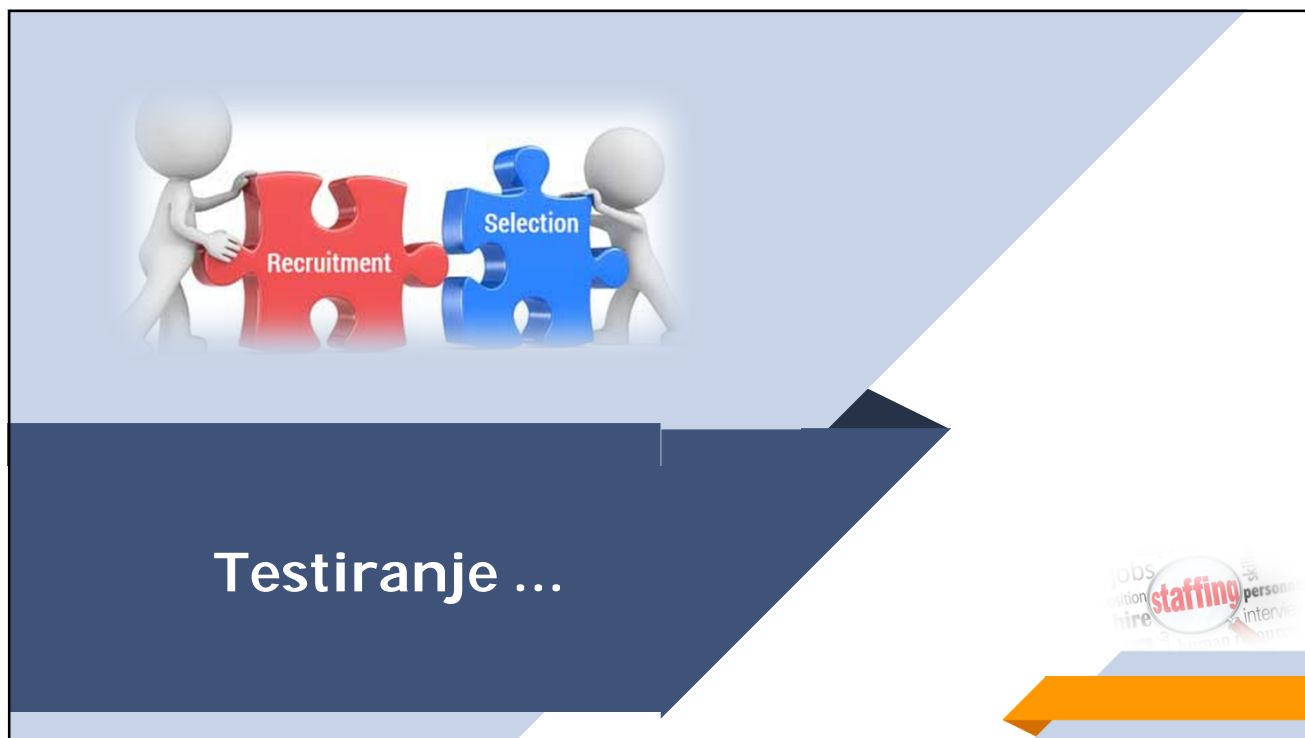 Recruitment
Selection
Testiranje ...
jobs
staffing
hire